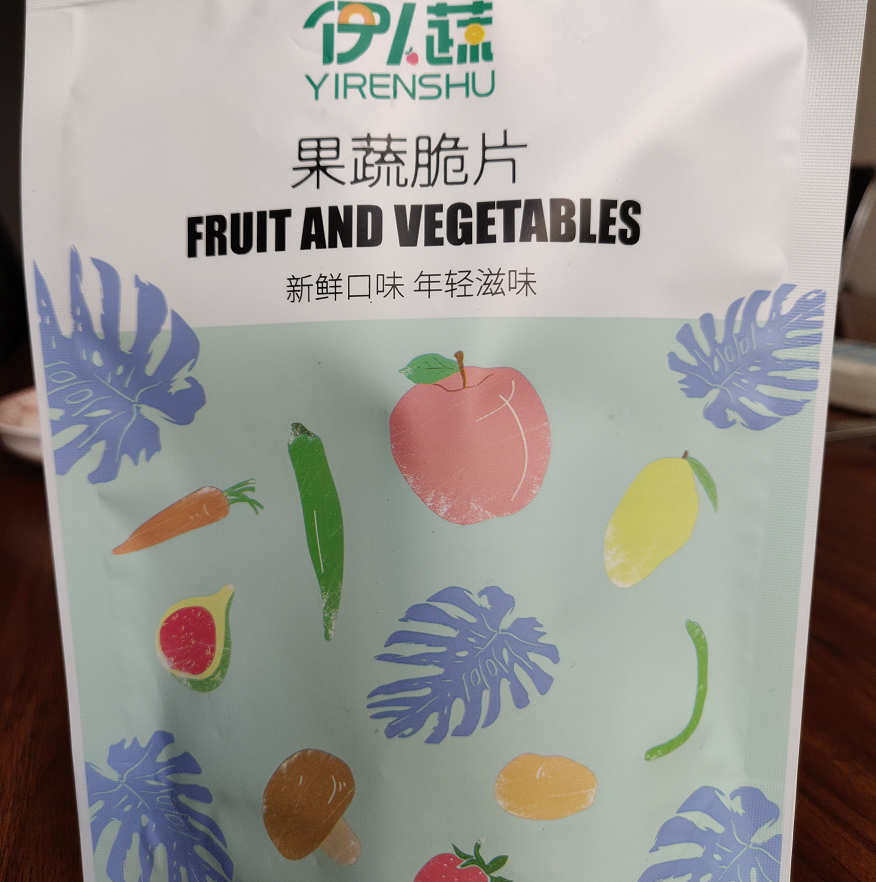 伊人蔬
YIRENSHU
果蔬脆片
FRUIT AND VEGETABLES
新鲜口味 年轻滋味